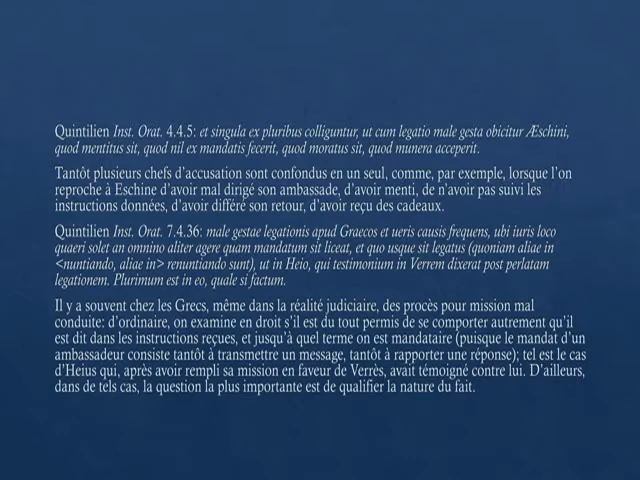 Quintilien Inst. Orat. 4.4.5: et singula ex pluribus colliguntur, ut cum legatio male gesta obicitur Æschini,
quod mentitus sit, quod nil ex mandatis fecerit, quod moratus sit, quod munera acceperit.
Tantôt plusieurs chefs d’accusation sont confondus en un seul, comme, par exemple, lorsque l’on
reproche à Eschine d’avoir mal dirigé son ambassade, d’avoir menti, de n’avoir pas suivi les
instructions données, d’avoir différé son retour, d’avoir reçu des cadeaux.
Quintilien Inst. Orat. 7.4.36: male gestae legationis apud Graecos et ueris causis frequens, ubi iuris loco
quaeri solet an omnino aliter agere quam mandatum sit liceat, et quo usque sit legatus (quoniam aliae in
<nuntiando, aliae in> renuntiando sunt), ut in Heio, qui testimonium in Verrem dixerat post perlatam
legationem. Plurimum est in eo, quale si factum.
Il y a souvent chez les Grecs, même dans la réalité judiciaire, des procès pour mission mal
conduite: d’ordinaire, on examine en droit s’il est du tout permis de se comporter autrement qu’il
est dit dans les instructions reçues, et jusqu’à quel terme on est mandataire (puisque le mandat d’un
ambassadeur consiste tantôt à transmettre un message, tantôt à rapporter une réponse); tel est le cas
d’Heius qui, après avoir rempli sa mission en faveur de Verrès, avait témoigné contre lui. D’ailleurs,
dans de tels cas, la question la plus importante est de qualifier la nature du fait.